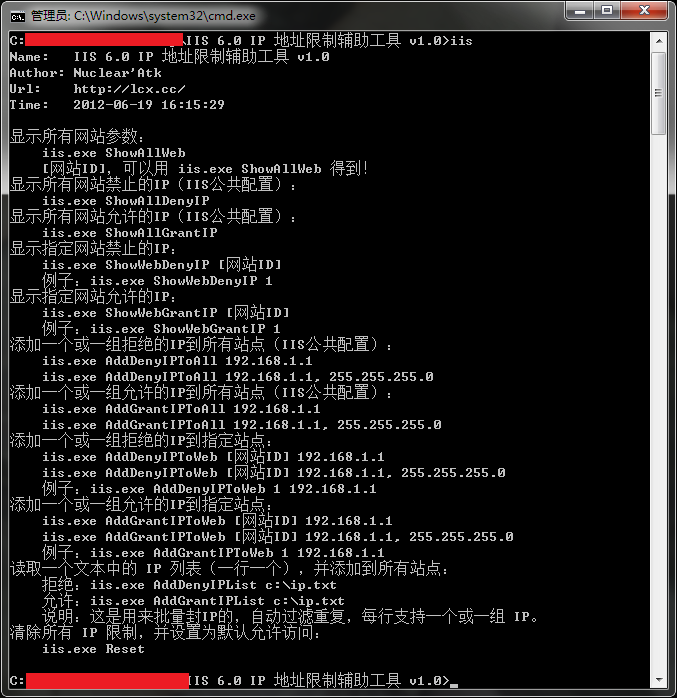 管理员: C:\Windows\system32\cmd.exe
C:\IIS 6.0 IP 地址限制辅助工具 v1.0>iis
Name:   IIS 6.0 IP 地址限制辅助工具 v1.0
Author: Nuclear'Atk
Url:    http://lcx.cc/
Time:   2012-06-19 16:15:29
显示所有网站参数：
    iis.exe ShowAllWeb
    [网站ID]，可以用 iis.exe ShowAllWeb 得到！
显示所有网站禁止的IP（IIS公共配置）：
    iis.exe ShowAllDenyIP
显示所有网站允许的IP（IIS公共配置）：
    iis.exe ShowAllGrantIP
显示指定网站禁止的IP：
    iis.exe ShowWebDenyIP [网站ID]
    例子：iis.exe ShowWebDenyIP 1
显示指定网站允许的IP：
    iis.exe ShowWebGrantIP [网站ID]
    例子：iis.exe ShowWebGrantIP 1
添加一个或一组拒绝的IP到所有站点（IIS公共配置）：
    iis.exe AddDenyIPToAll 192.168.1.1
    iis.exe AddDenyIPToAll 192.168.1.1, 255.255.255.0
添加一个或一组允许的IP到所有站点（IIS公共配置）：
    iis.exe AddGrantIPToAll 192.168.1.1
    iis.exe AddGrantIPToAll 192.168.1.1, 255.255.255.0
添加一个或一组拒绝的IP到指定站点：
    iis.exe AddDenyIPToWeb [网站ID] 192.168.1.1
    iis.exe AddDenyIPToWeb [网站ID] 192.168.1.1, 255.255.255.0
    例子：iis.exe AddDenyIPToWeb 1 192.168.1.1
添加一个或一组允许的IP到指定站点：
    iis.exe AddGrantIPToWeb [网站ID] 192.168.1.1
    iis.exe AddGrantIPToWeb [网站ID] 192.168.1.1, 255.255.255.0
    例子：iis.exe AddGrantIPToWeb 1 192.168.1.1
读取一个文本中的 IP 列表（一行一个），并添加到所有站点：
    拒绝：iis.exe AddDenyIPList c:\ip.txt
    允许：iis.exe AddGrantIPList c:\ip.txt
    说明：这是用来批量封IP的，自动过滤重复，每行支持一个或一组 IP。
清除所有 IP 限制，并设置为默认允许访问：
    iis.exe Reset
C:\IIS 6.0 IP 地址限制辅助工具 v1.0>_